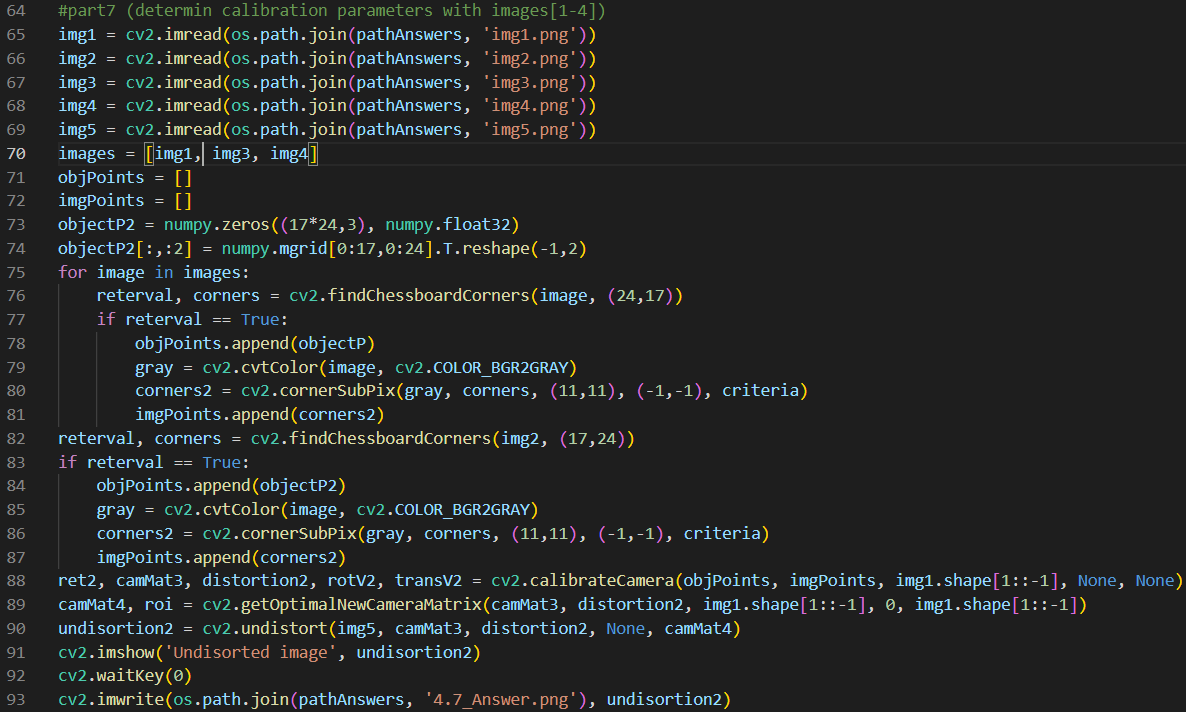 64 #part7 (determin calibration parameters with images[1-4])
65 img1 = cv2.imread(os.path.join(pathAnswers, 'img1.png'))
66 img2 = cv2.imread(os.path.join(pathAnswers, 'img2.png'))
67 img3 = cv2.imread(os.path.join(pathAnswers, 'img3.png'))
68 img4 = cv2.imread(os.path.join(pathAnswers, 'img4.png'))
69 img5 = cv2.imread(os.path.join(pathAnswers, 'img5.png'))
70 images = [img1, img3, img4]
71 objPoints = []
72 imgPoints = []
73 objectP2 = numpy.zeros((17*24,3), numpy.float32)
74 objectP2[:,:2] = numpy.mgrid[0:17,0:24].T.reshape(-1,2)
75 for image in images:
76     reterval, corners = cv2.findChessboardCorners(image, (24,17))
77     if reterval == True:
78         objPoints.append(objectP)
79         gray = cv2.cvtColor(image, cv2.COLOR_BGR2GRAY)
80         corners2 = cv2.cornerSubPix(gray, corners, (11,11), (-1,-1), criteria)
81         imgPoints.append(corners2)
82 reterval, corners = cv2.findChessboardCorners(img2, (17,24))
83 if reterval == True:
84     objPoints.append(objectP2)
85     gray = cv2.cvtColor(image, cv2.COLOR_BGR2GRAY)
86     corners2 = cv2.cornerSubPix(gray, corners, (11,11), (-1,-1), criteria)
87     imgPoints.append(corners2)
88 ret2, camMat3, distortion2, rotV2, transV2 = cv2.calibrateCamera(objPoints, imgPoints, img1.shape[1::-1], None, None)
89 camMat4, roi = cv2.getOptimalNewCameraMatrix(camMat3, distortion2, img1.shape[1::-1], 0, img1.shape[1::-1])
90 undisortion2 = cv2.undistort(img5, camMat3, distortion2, None, camMat4)
91 cv2.imshow('Undisorted image', undisortion2)
92 cv2.waitKey(0)
93 cv2.imwrite(os.path.join(pathAnswers, '4.7_Answer.png'), undisortion2)